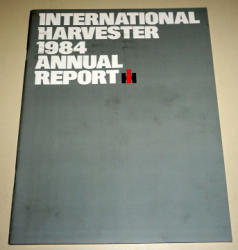 INTERNATIONAL
HARVESTER
1984
ANNUAL
REPORT